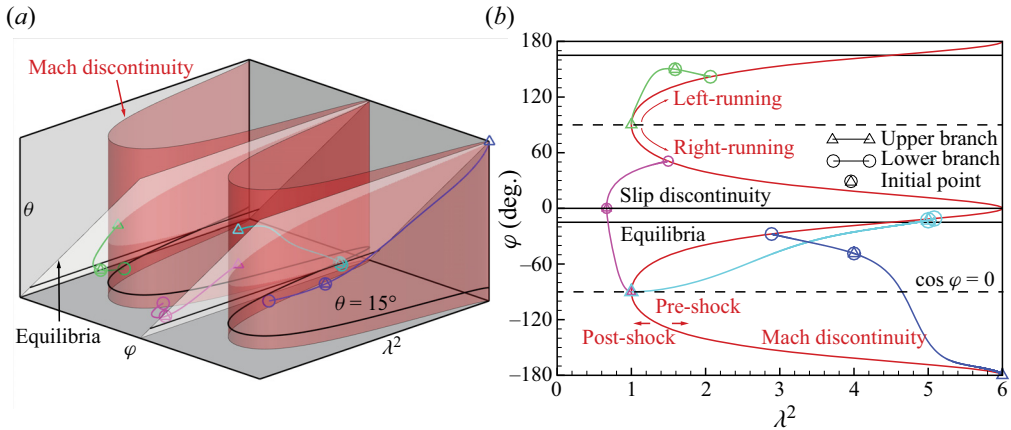 (a)
Mach discontinuity
θ
Equilibria
φ
θ = 15°
λ²
(b)
180
120
60
0
−60
−120
−180
φ (deg.)
Left-running
Right-running
Upper branch
Lower branch
Initial point
Slip discontinuity
Equilibria
cos φ = 0
Pre-shock
Post-shock
Mach discontinuity
0
1
2
3
4
5
6
λ²